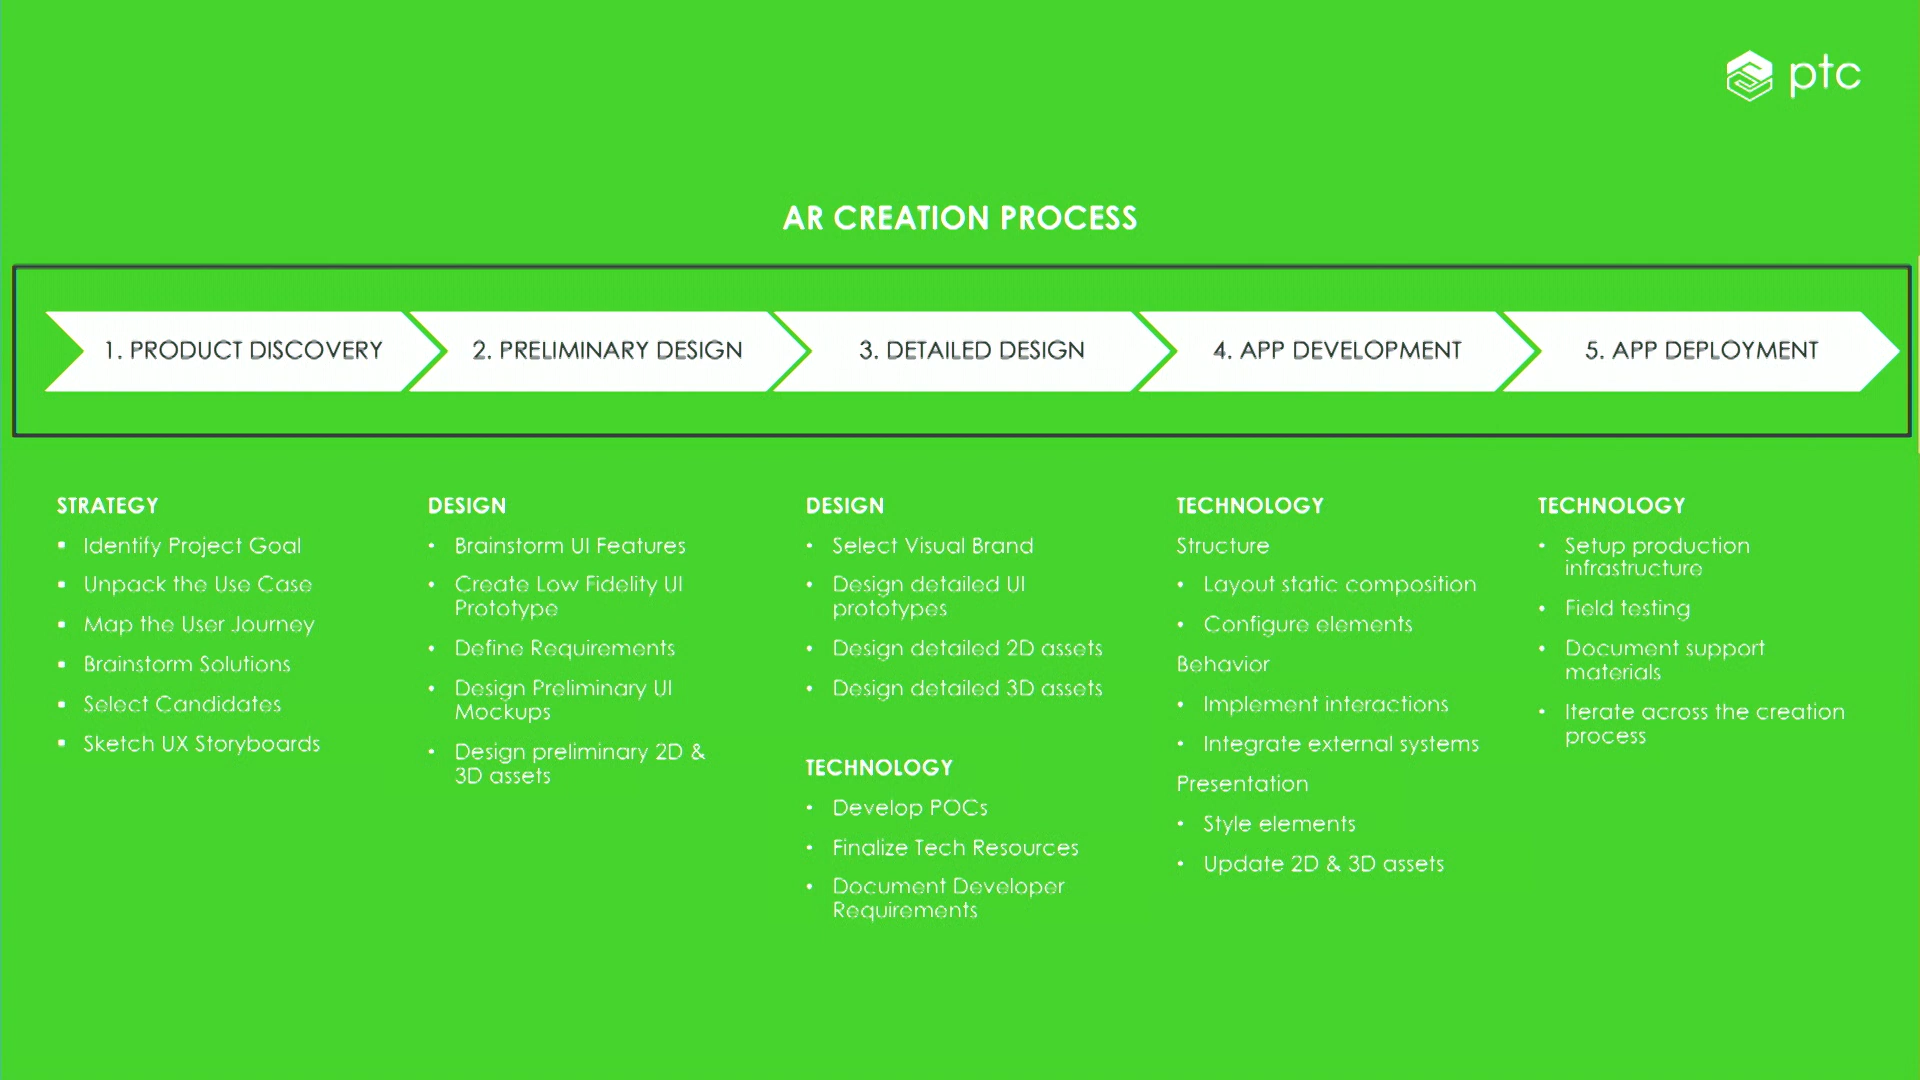 ptc
AR CREATION PROCESS
1. PRODUCT DISCOVERY
2. PRELIMINARY DESIGN
3. DETAILED DESIGN
4. APP DEVELOPMENT
5. APP DEPLOYMENT
STRATEGY
▪ Identify Project Goal
▪ Unpack the Use Case
▪ Map the User Journey
▪ Brainstorm Solutions
▪ Select Candidates
▪ Sketch UX Storyboards
DESIGN
• Brainstorm UI Features
• Create Low Fidelity UI
Prototype
• Define Requirements
• Design Preliminary UI
Mockups
• Design preliminary 2D &
3D assets
DESIGN
• Select Visual Brand
• Design detailed UI
prototypes
• Design detailed 2D assets
• Design detailed 3D assets
TECHNOLOGY
• Develop POCs
• Finalize Tech Resources
• Document Developer
Requirements
TECHNOLOGY
Structure
• Layout static composition
• Configure elements
Behavior
• Implement interactions
• Integrate external systems
Presentation
• Style elements
• Update 2D & 3D assets
TECHNOLOGY
• Setup production
infrastructure
• Field testing
• Document support
materials
• Iterate across the creation
process